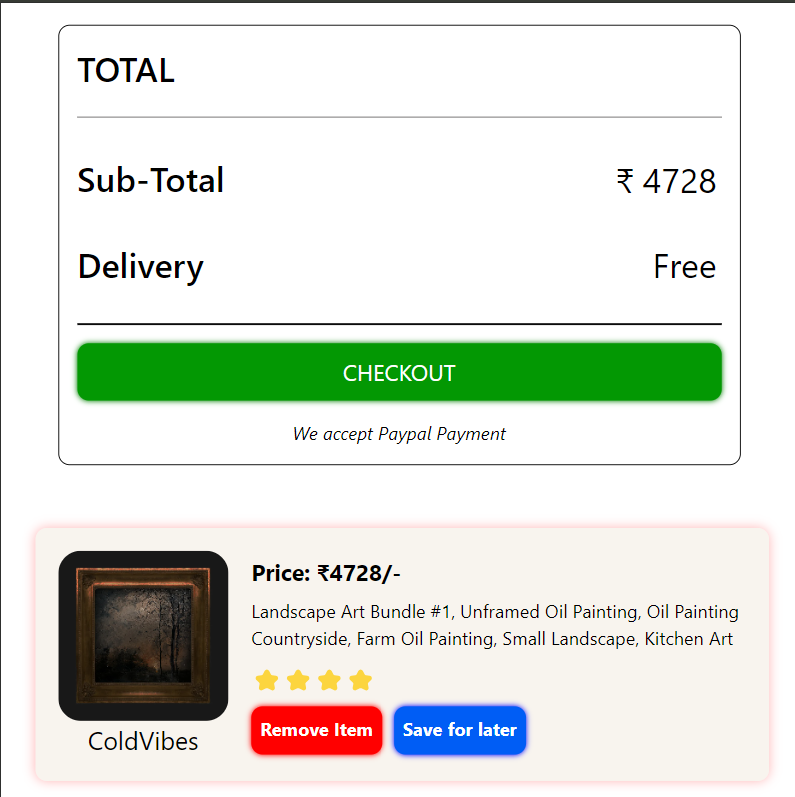 TOTAL
Sub-Total ₹ 4728
Delivery Free
CHECKOUT
We accept Paypal Payment
Price: ₹4728/-
Landscape Art Bundle #1, Unframed Oil Painting, Oil Painting
Countryside, Farm Oil Painting, Small Landscape, Kitchen Art
Remove Item Save for later
ColdVibes